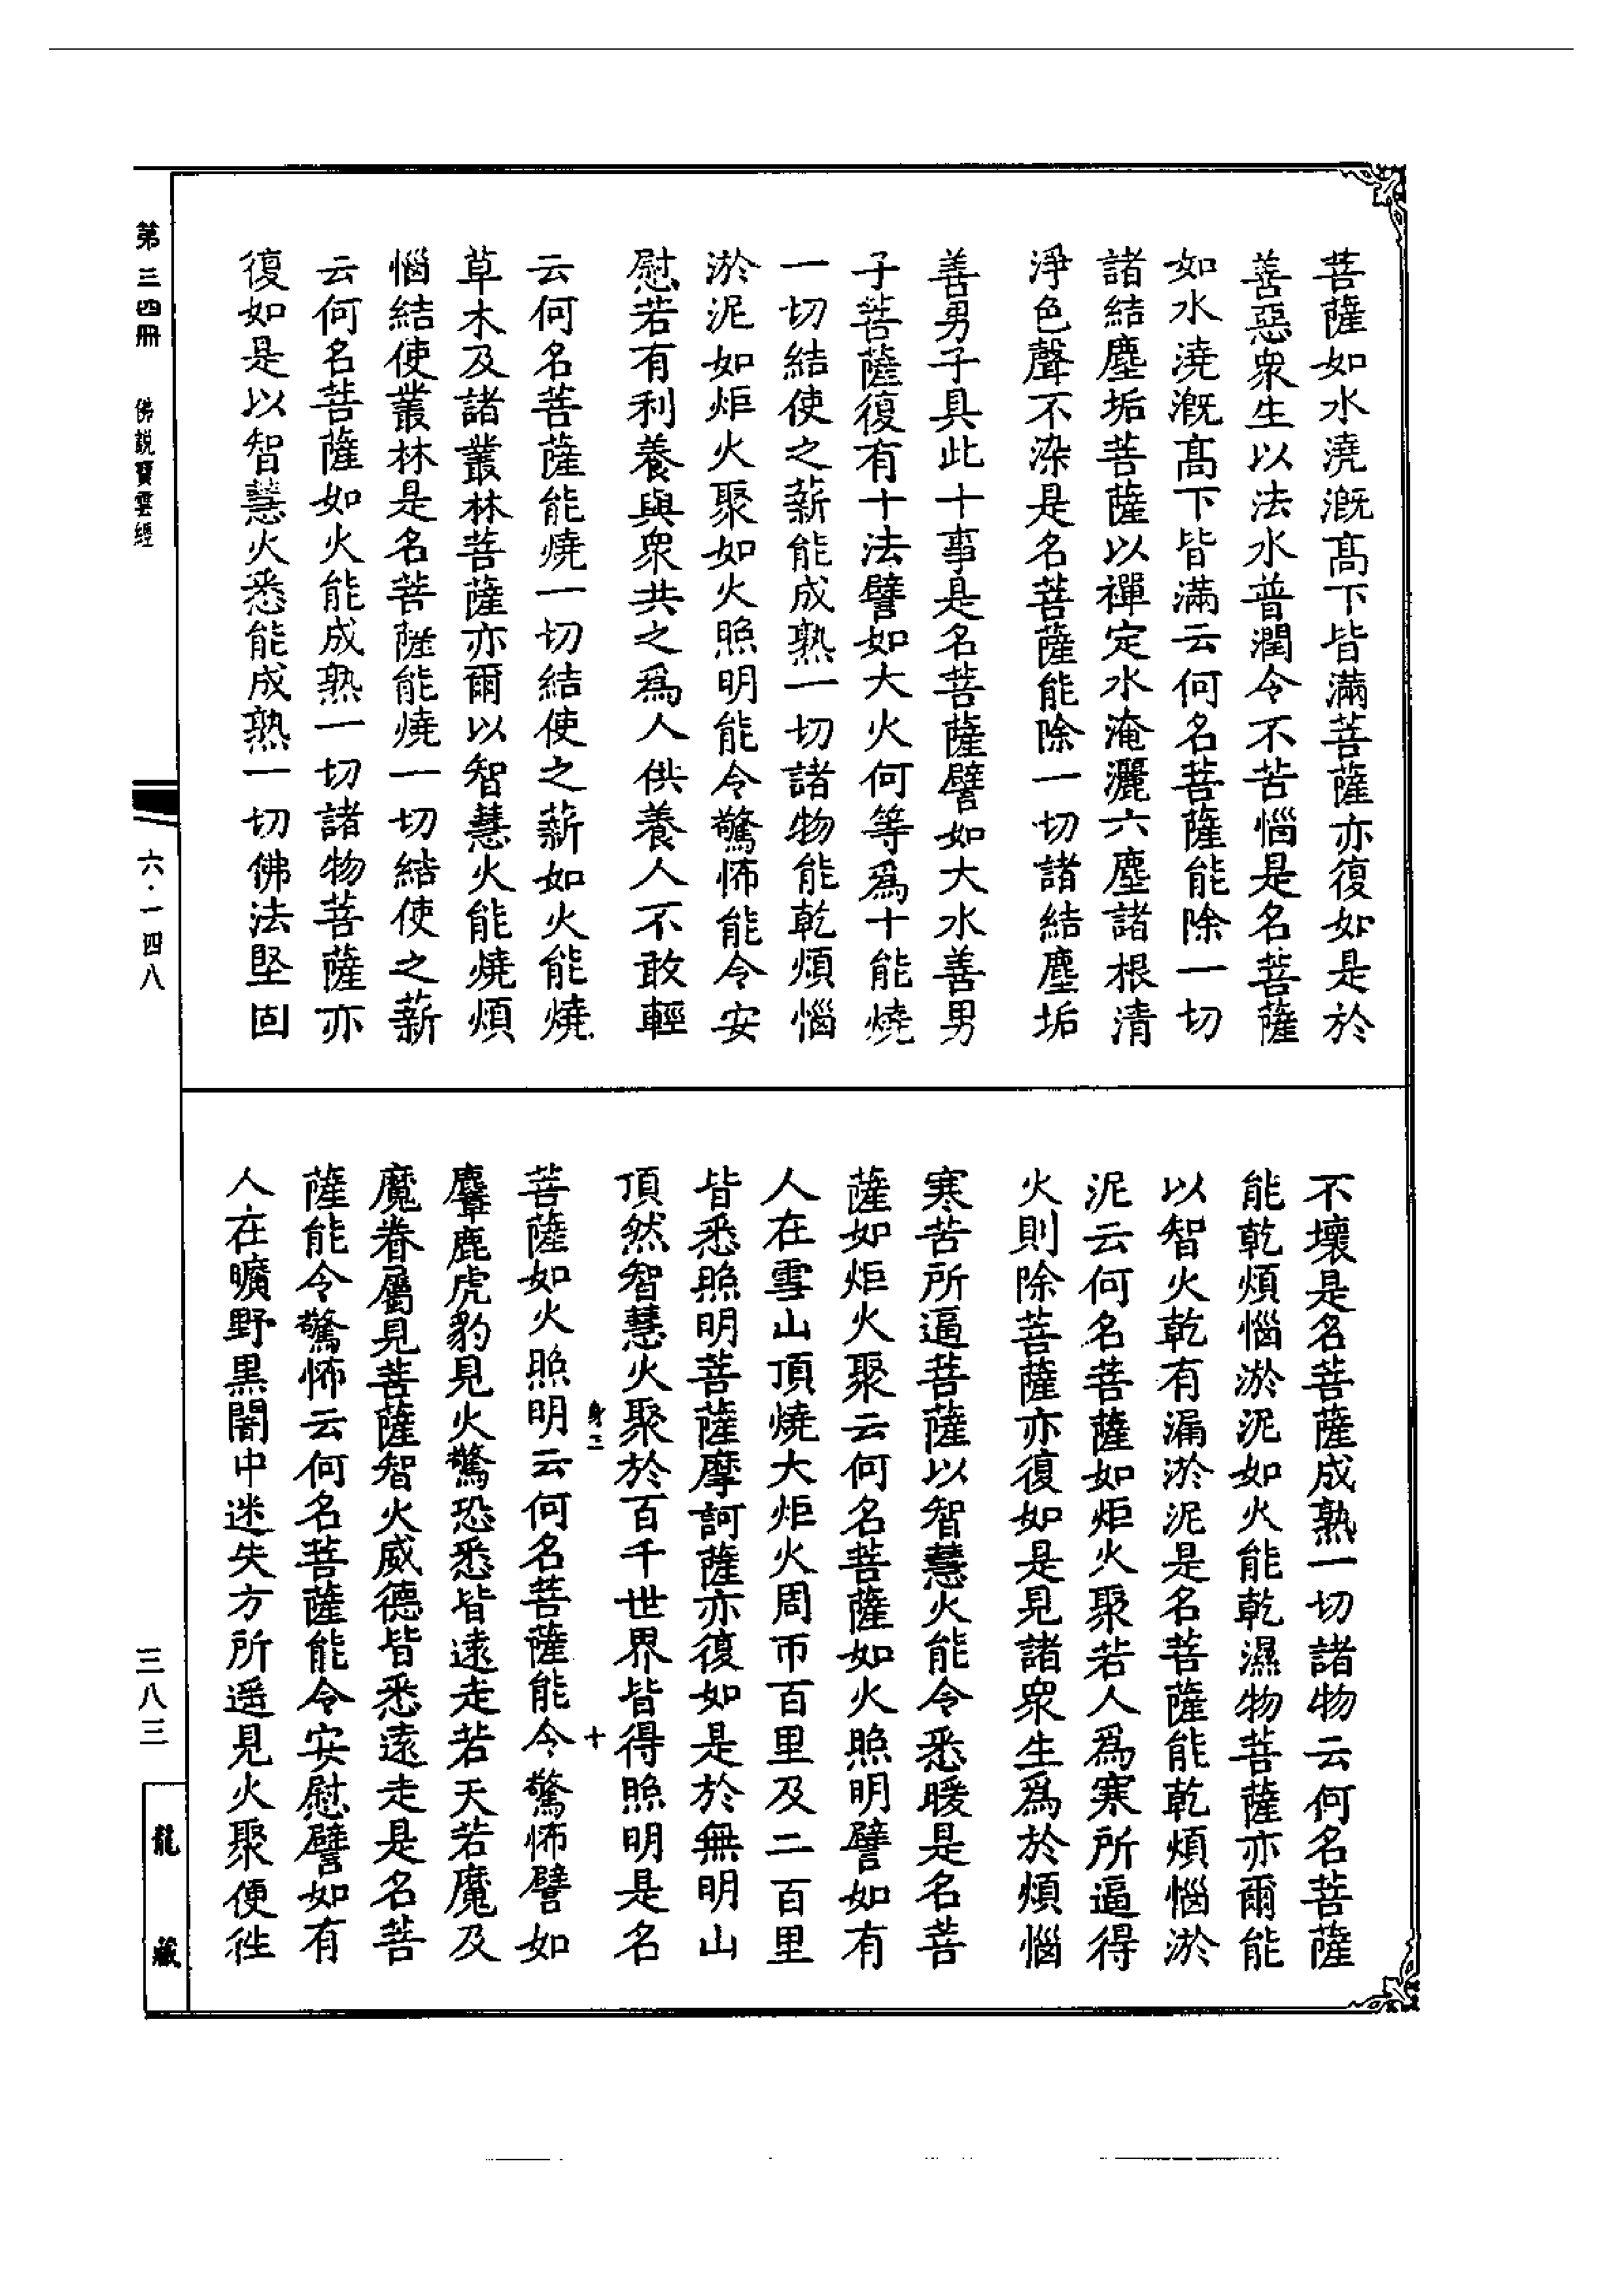 菩薩如水澆漑髙下皆滿菩薩亦復如是於
善惡衆生以法水普潤令不苦惱是名菩薩
如水澆漑髙下皆滿云何名菩薩能除一切
諸結塵垢菩薩以禪定水淹灑六塵諸根清
淨色聲不染是名菩薩能除一切諸結塵垢
善男子具此十事是名菩薩譬如大水善男
子菩薩復有十法譬如大火何等爲十能燒
一切結使之薪能成熟一切諸物能乾煩惱
淤泥如炬火聚如火照明能令驚怖能令安
慰若有利養與衆共之爲人供養人不敢輕
云何名菩薩能燒一切結使之薪如火能燒
草木及諸叢林菩薩亦爾以智慧火能燒煩
惱結使叢林是名菩薩能燒一切結使之薪
云何名菩薩如火能成熟一切諸物菩薩亦
復如是以智慧火悉能成熟一切佛法堅固
不壞是名菩薩成熟一切諸物云何名菩薩
能乾煩惱淤泥如火能乾濕物菩薩亦爾能
以智火乾有漏淤泥是名菩薩能乾煩惱淤
泥云何名菩薩如炬火聚若人爲寒所逼得
火則除菩薩亦復如是見諸衆生爲於煩惱
寒苦所逼菩薩以智慧火能令悉暖是名菩
薩如炬火聚云何名菩薩如火照明譬如有
人在雪山頂燒大炬火周帀百里及二百里
皆悉照明菩薩摩訶薩亦復如是於無明山
頂然智慧火聚於百千世界皆得照明是名
身三 十
菩薩如火照明云何名菩薩能令驚怖譬如
麞鹿虎豹見火驚恐悉皆遠走若天若魔及
魔眷屬見菩薩智火威德皆悉遠走是名菩
薩能令驚怖云何名菩薩能令安慰譬如有
人在曠野黑闇中迷失方所遥見火聚便往
第三四冊 佛說寶雲經
六·一四八
三八三
龍藏